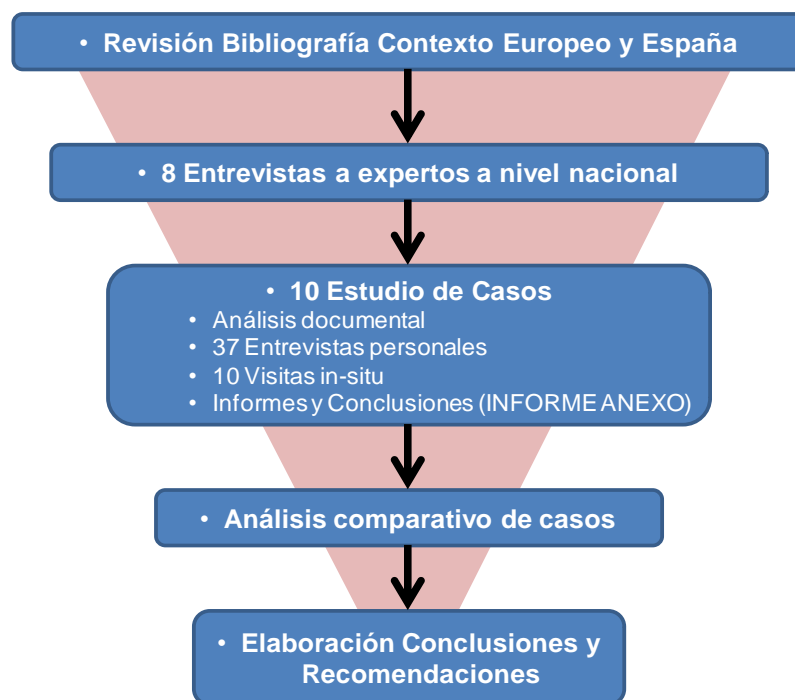 • Revisión Bibliografía Contexto Europeo y España
• 8 Entrevistas a expertos a nivel nacional
• 10 Estudio de Casos
• Análisis documental
• 37 Entrevistas personales
• 10 Visitas in-situ
• Informes y Conclusiones (INFORME ANEXO)
• Análisis comparativo de casos
• Elaboración Conclusiones y
Recomendaciones